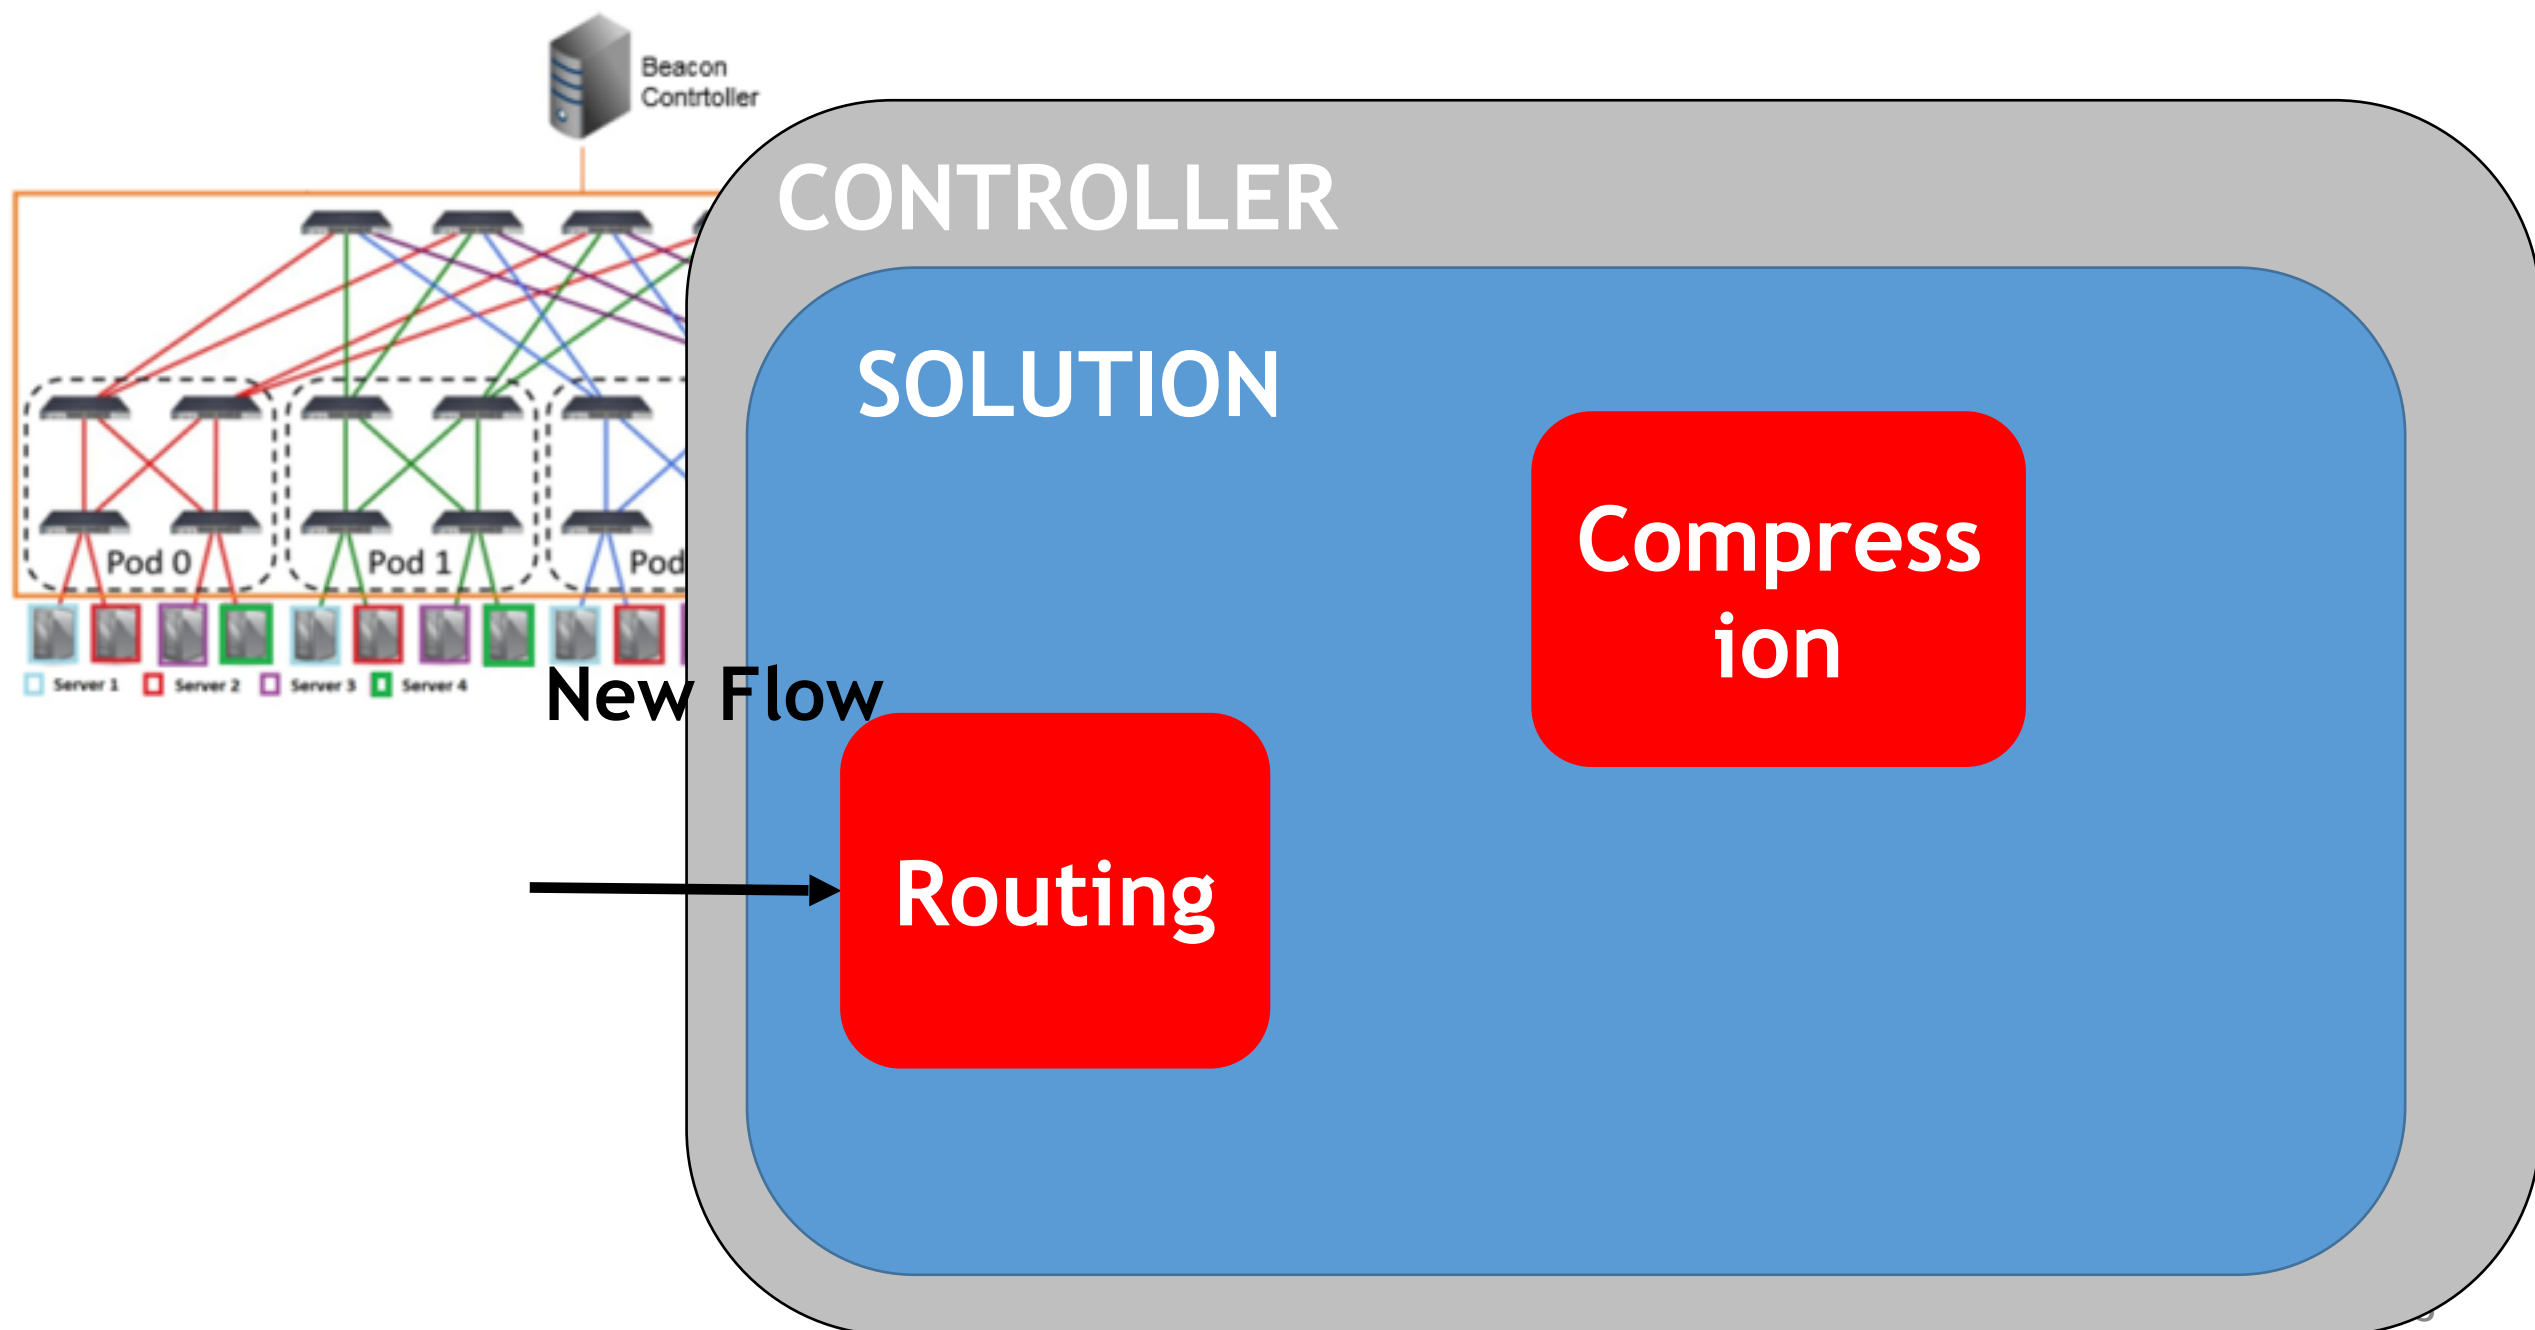 Beacon
Contrtoller
CONTROLLER
SOLUTION
Compress
ion
Pod 0
Pod 1
Pod
Server 1
Server 2
Server 3
Server 4
New Flow
Routing